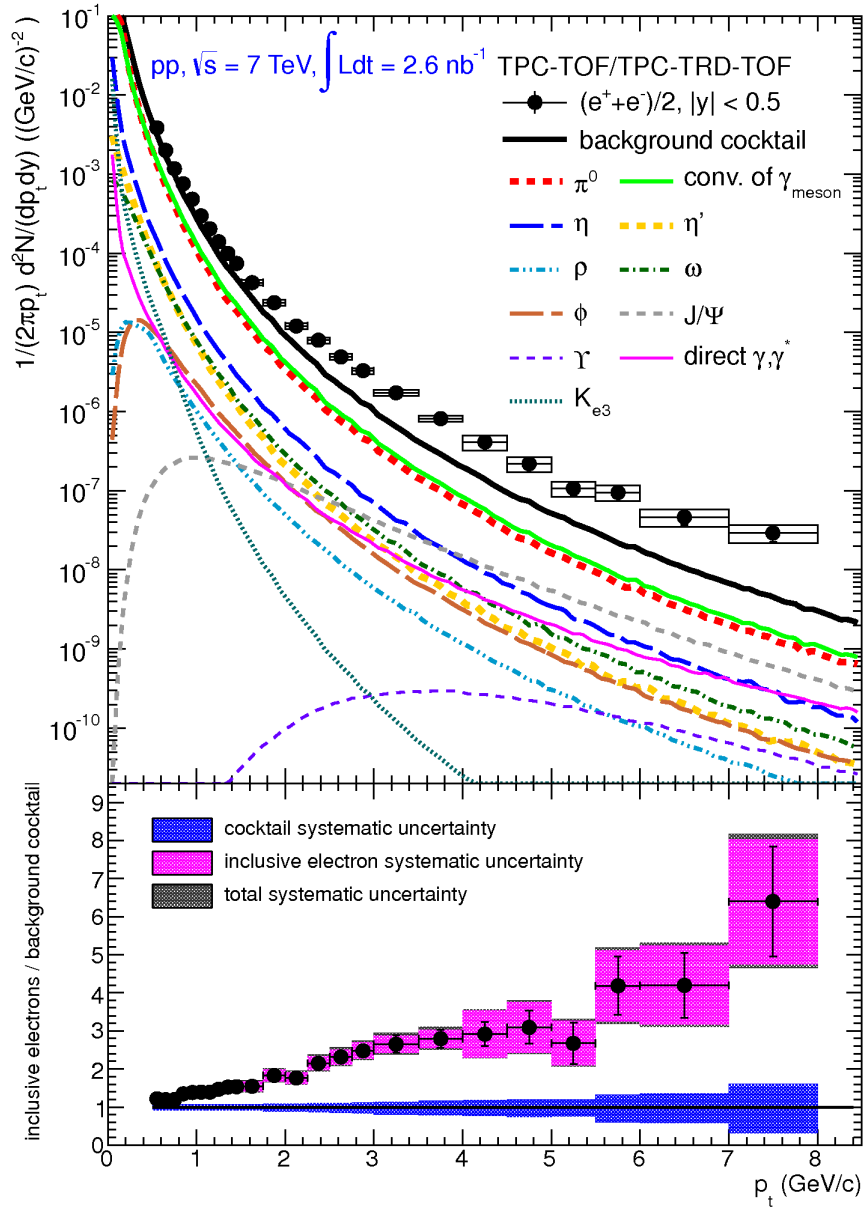 pp, √s = 7 TeV, ∫Ldt = 2.6 nb⁻¹ TPC-TOF/TPC-TRD-TOF
(e⁺+e⁻)/2, |y| < 0.5
background cocktail
π⁰ conv. of γ_meson
η η'
ρ ω
ϕ J/Ψ
ϒ direct γ,γ*
K_e3
1/(2πp_t) d²N/(dp_t dy) ((GeV/c)⁻²)
10⁻¹
10⁻²
10⁻³
10⁻⁴
10⁻⁵
10⁻⁶
10⁻⁷
10⁻⁸
10⁻⁹
10⁻¹⁰
cocktail systematic uncertainty
inclusive electron systematic uncertainty
total systematic uncertainty
inclusive electrons / background cocktail
9
8
7
6
5
4
3
2
1
0
0 1 2 3 4 5 6 7 8
p_t (GeV/c)